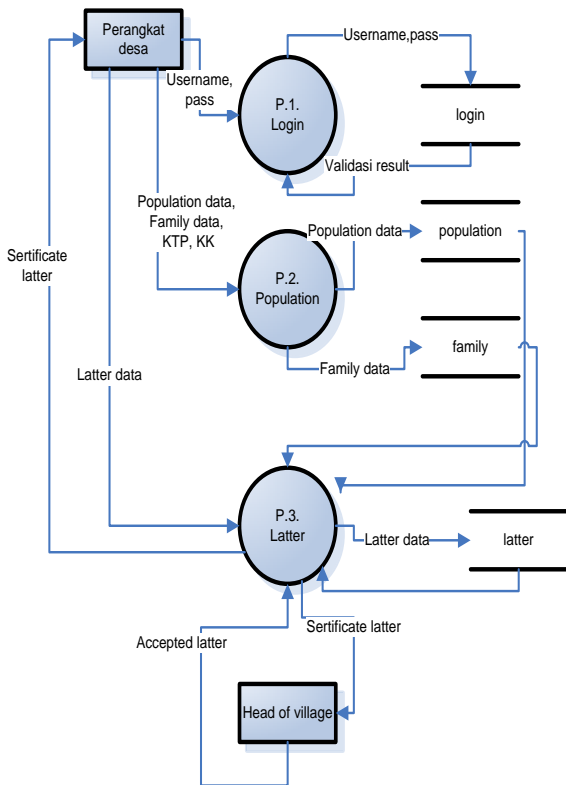 Perangkat
desa
Username,
pass
P.1.
Login
Username,pass
login
Validasi result
Population data,
Family data,
KTP, KK
P.2.
Population
Population data
population
Family data
family
Sertificate
latter
Latter data
P.3.
Latter
Latter data
latter
Accepted latter
Sertificate latter
Head of village